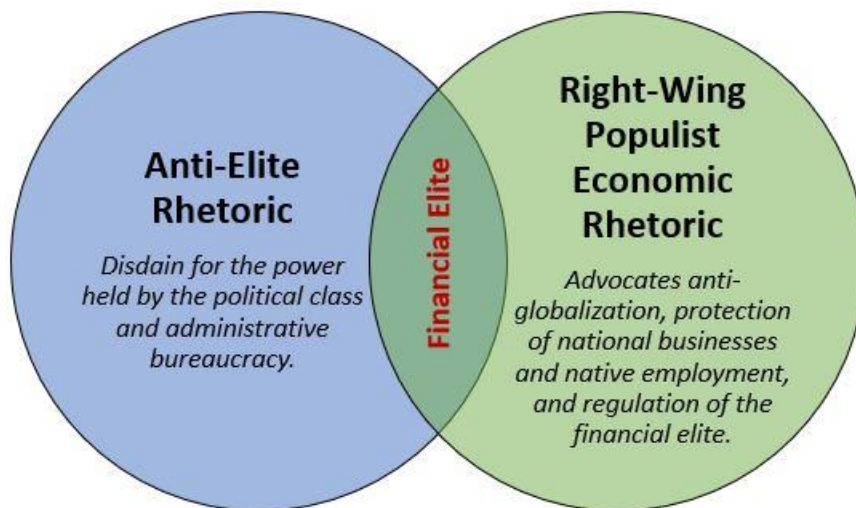 Anti-Elite
Rhetoric
Disdain for the power
held by the political class
and administrative
bureaucracy.
Financial Elite
Right-Wing
Populist
Economic
Rhetoric
Advocates anti-
globalization, protection
of national businesses
and native employment,
and regulation of the
financial elite.